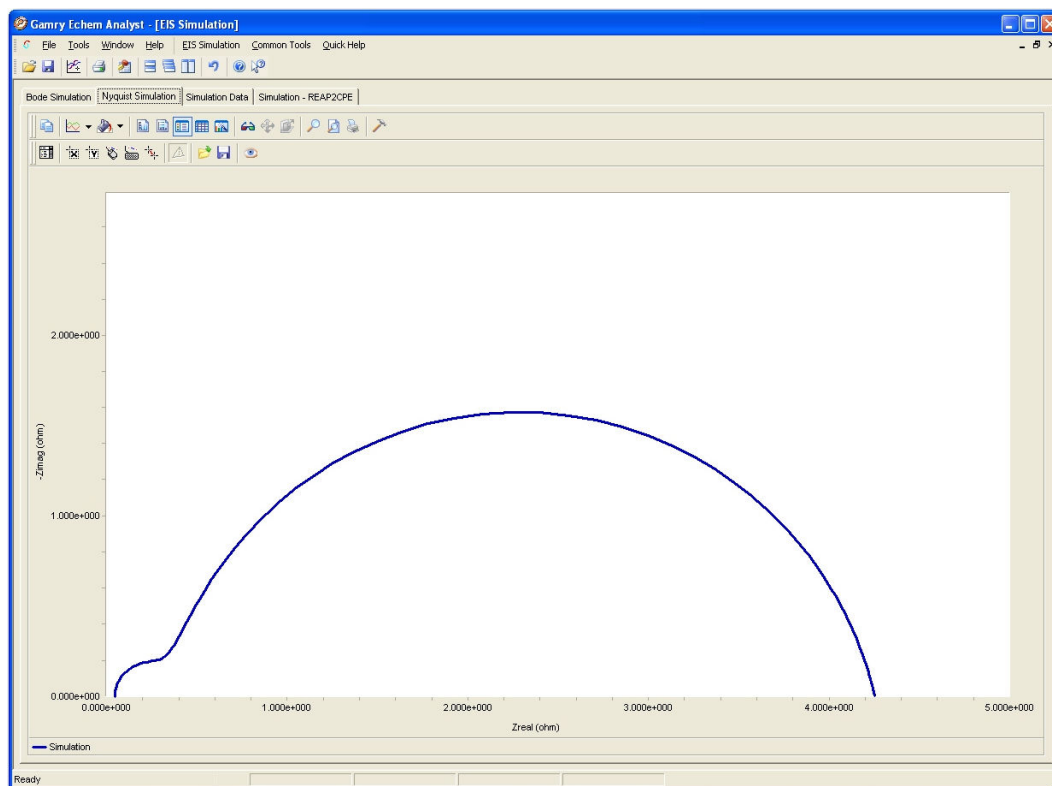 Gamry Echem Analyst - [EIS Simulation]
File Tools Window Help EIS Simulation Common Tools Quick Help
Bode Simulation Nyquist Simulation Simulation Data Simulation - REAP2CPE
2.000e+000
1.000e+000
0.000e+000
-Zimag (ohm)
0.000e+000 1.000e+000 2.000e+000 3.000e+000 4.000e+000 5.000e+000
Zreal (ohm)
Simulation
Ready